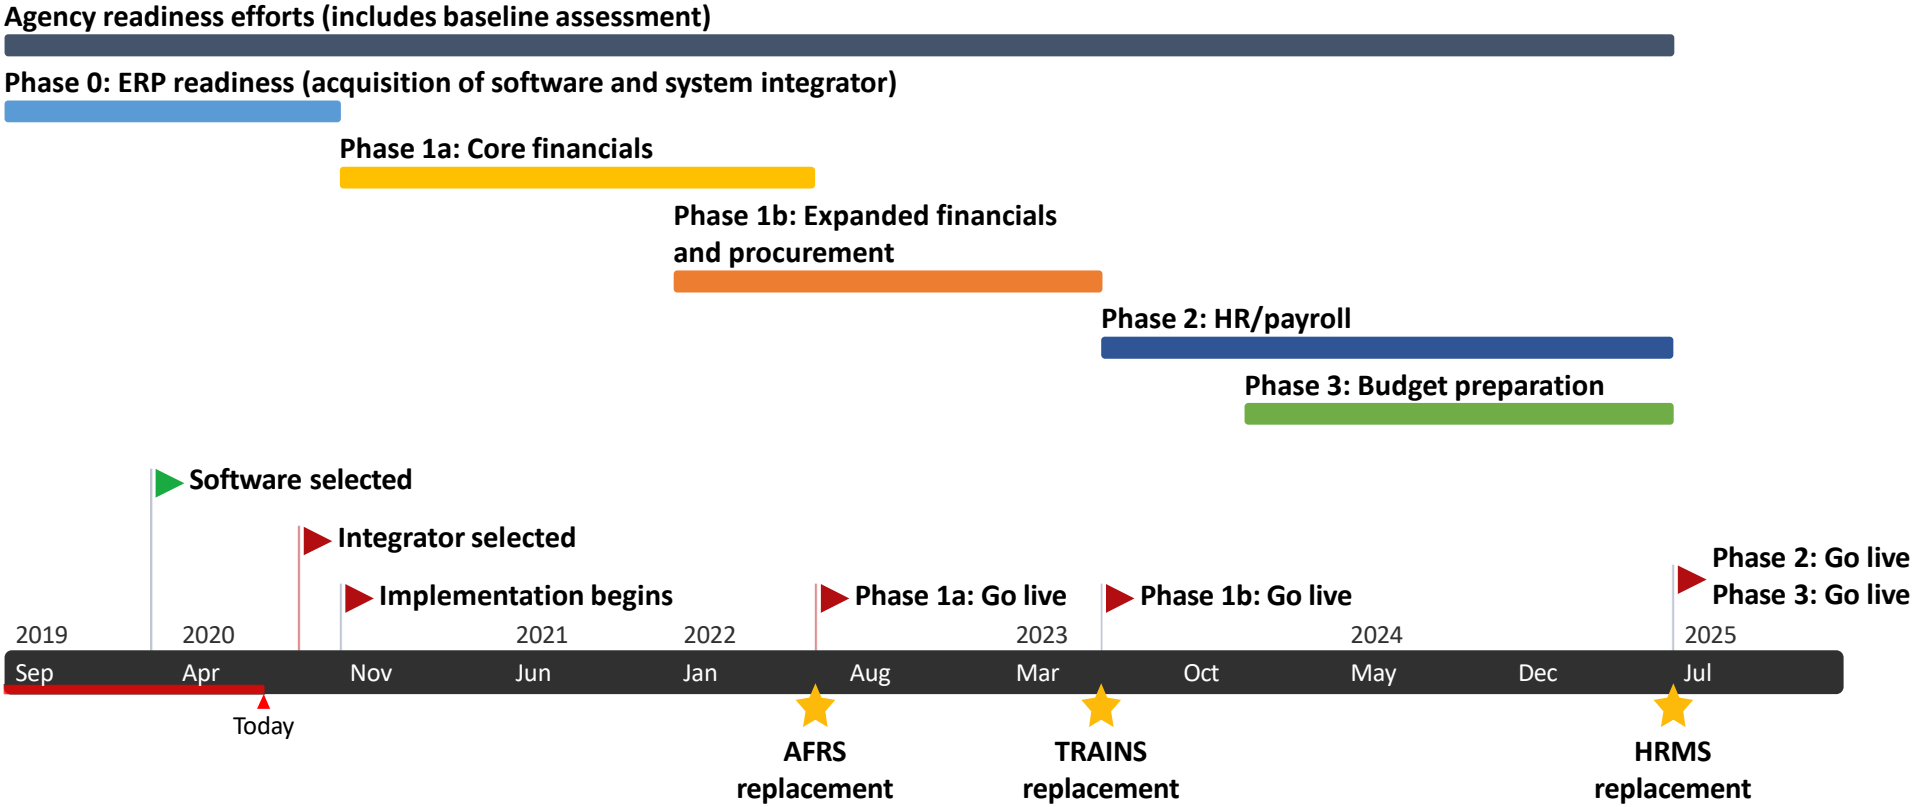 Agency readiness efforts (includes baseline assessment)
Phase 0: ERP readiness (acquisition of software and system integrator)
Phase 1a: Core financials
Phase 1b: Expanded financials
and procurement
Phase 2: HR/payroll
Phase 3: Budget preparation
Software selected
Integrator selected
Implementation begins
Phase 1a: Go live
Phase 1b: Go live
Phase 2: Go live
Phase 3: Go live
2019 2020 2021 2022 2023 2024 2025
Sep Apr Nov Jun Jan Aug Mar Oct May Dec Jul
Today
AFRS
replacement
TRAINS
replacement
HRMS
replacement